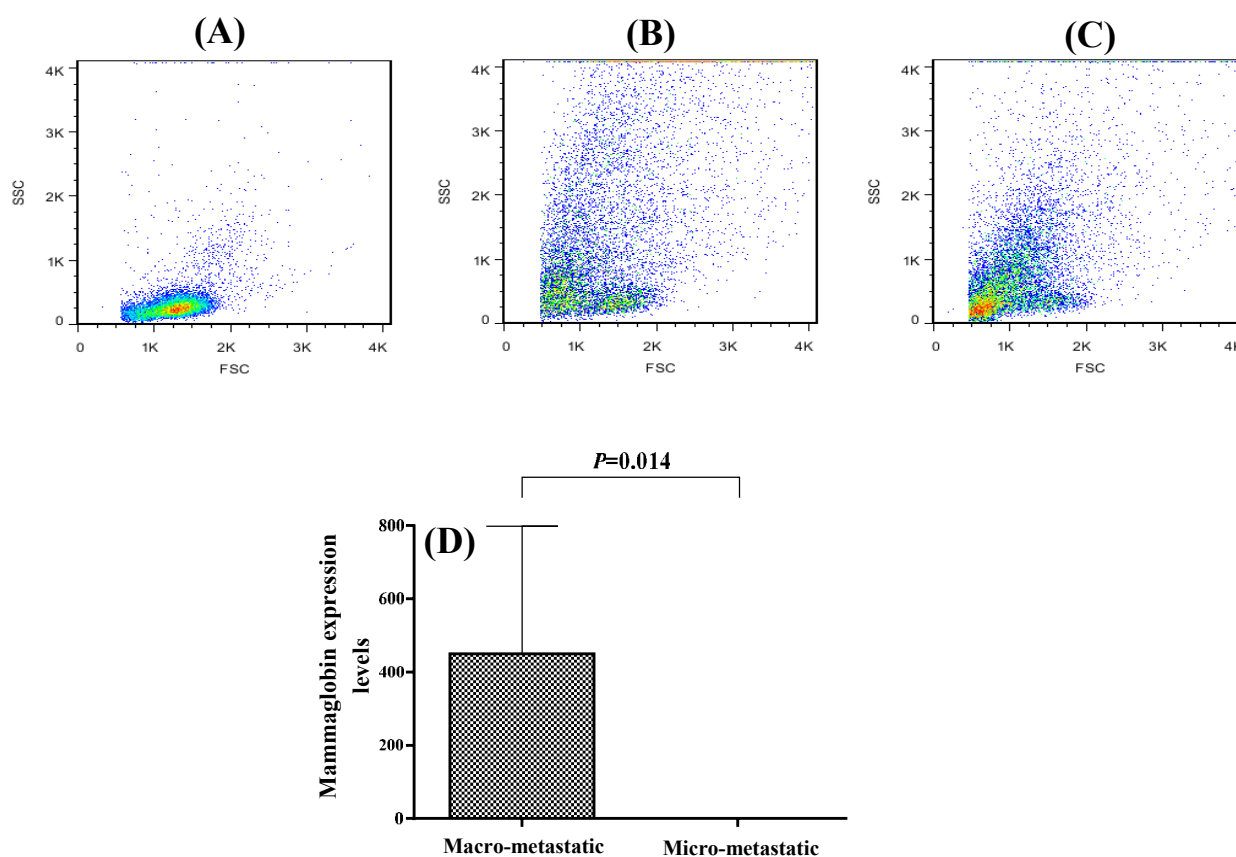 (A)
(B)
(C)
4K
3K
2K
1K
0
SSC
0 1K 2K 3K 4K
FSC
4K
3K
2K
1K
0
SSC
0 1K 2K 3K 4K
FSC
4K
3K
2K
1K
0
SSC
0 1K 2K 3K 4K
FSC
P=0.014
(D)
Mammaglobin expression
levels
800
600
400
200
0
Macro-metastatic Micro-metastatic